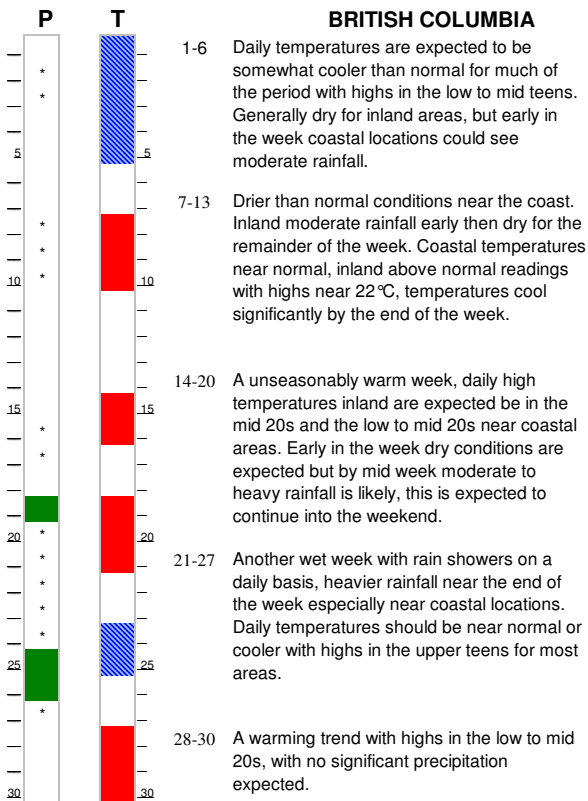 P T BRITISH COLUMBIA
1-6 Daily temperatures are expected to be
somewhat cooler than normal for much of
the period with highs in the low to mid teens.
Generally dry for inland areas, but early in
the week coastal locations could see
moderate rainfall.
5 5
7-13 Drier than normal conditions near the coast.
Inland moderate rainfall early then dry for the
remainder of the week. Coastal temperatures
near normal, inland above normal readings
with highs near 22°C, temperatures cool
significantly by the end of the week.
10 10
14-20 A unseasonably warm week, daily high
temperatures inland are expected be in the
mid 20s and the low to mid 20s near coastal
areas. Early in the week dry conditions are
expected but by mid week moderate to
heavy rainfall is likely, this is expected to
continue into the weekend.
15 15
20 20
21-27 Another wet week with rain showers on a
daily basis, heavier rainfall near the end of
the week especially near coastal locations.
Daily temperatures should be near normal or
cooler with highs in the upper teens for most
areas.
25 25
28-30 A warming trend with highs in the low to mid
20s, with no significant precipitation
expected.
30 30